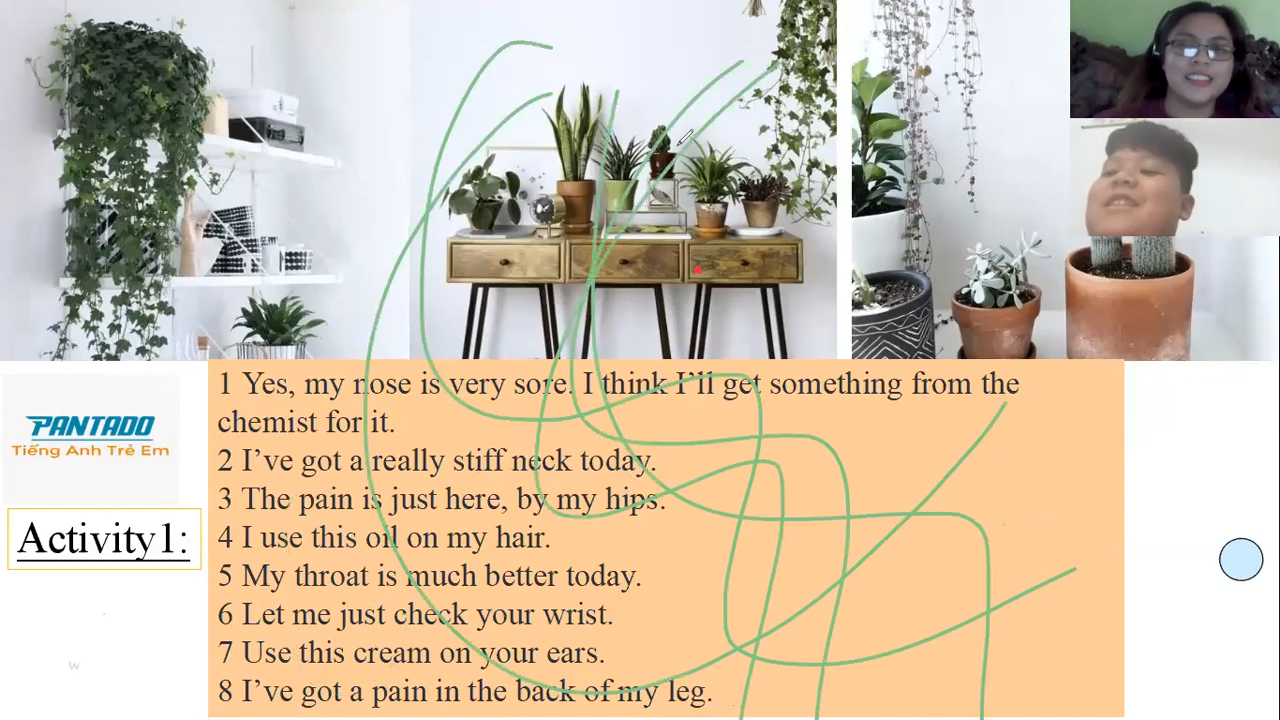 PANTADO
Tiếng Anh Trẻ Em
Activity1:
1 Yes, my nose is very sore. I think I’ll get something from the
chemist for it.
2 I’ve got a really stiff neck today.
3 The pain is just here, by my hips.
4 I use this oil on my hair.
5 My throat is much better today.
6 Let me just check your wrist.
7 Use this cream on your ears.
8 I’ve got a pain in the back of my leg.
w